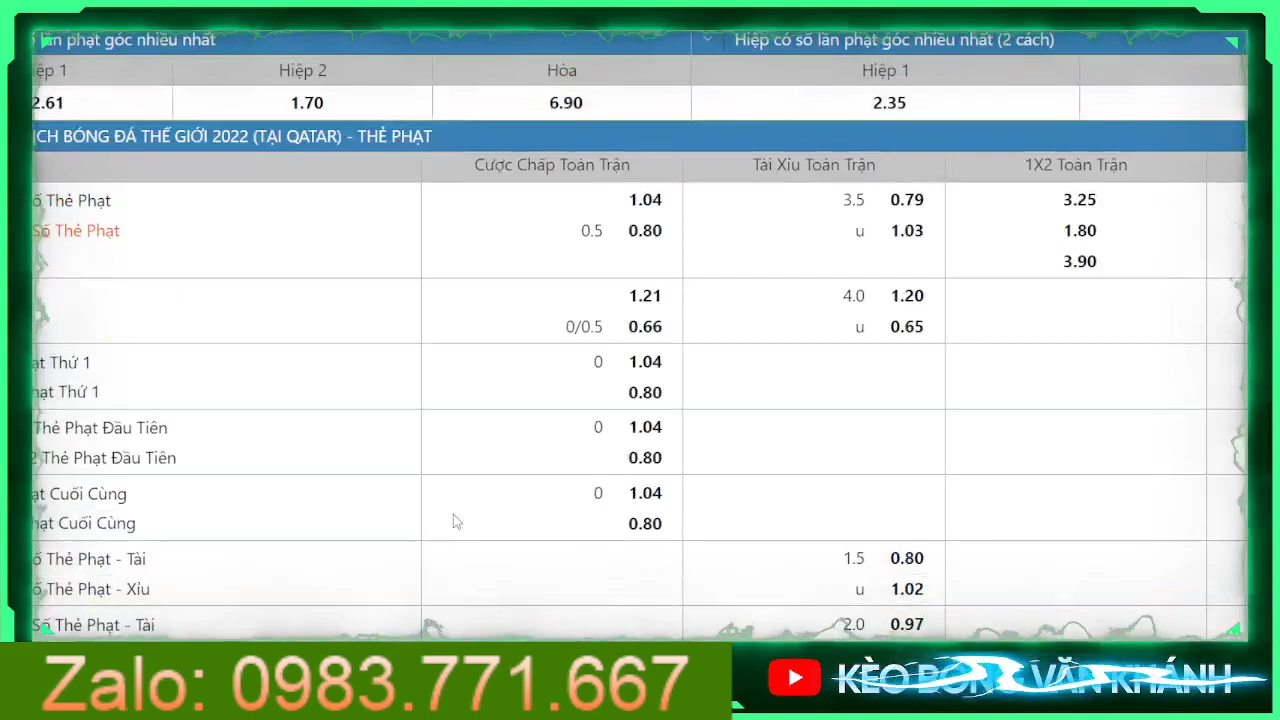 lần phạt góc nhiều nhất
Hiệp có số lần phạt góc nhiều nhất (2 cách)
iệp 1 Hiệp 2 Hòa Hiệp 1
2.61 1.70 6.90 2.35
ỊCH BÓNG ĐÁ THẾ GIỚI 2022 (TẠI QATAR) - THẺ PHẠT
Cược Chấp Toàn Trận Tài Xỉu Toàn Trận 1X2 Toàn Trận
ố Thẻ Phạt 1.04 3.5 0.79 3.25
Số Thẻ Phạt 0.5 0.80 u 1.03 1.80
3.90
1.21 4.0 1.20
0/0.5 0.66 u 0.65
ạt Thứ 1 0 1.04
hạt Thứ 1 0.80
Thẻ Phạt Đầu Tiên 0 1.04
2 Thẻ Phạt Đầu Tiên 0.80
ạt Cuối Cùng 0 1.04
hạt Cuối Cùng 0.80
ố Thẻ Phạt - Tài 1.5 0.80
ố Thẻ Phạt - Xỉu u 1.02
Số Thẻ Phạt - Tài 2.0 0.97
Zalo: 0983.771.667
KÈO BÓNG VĂN KHÁNH